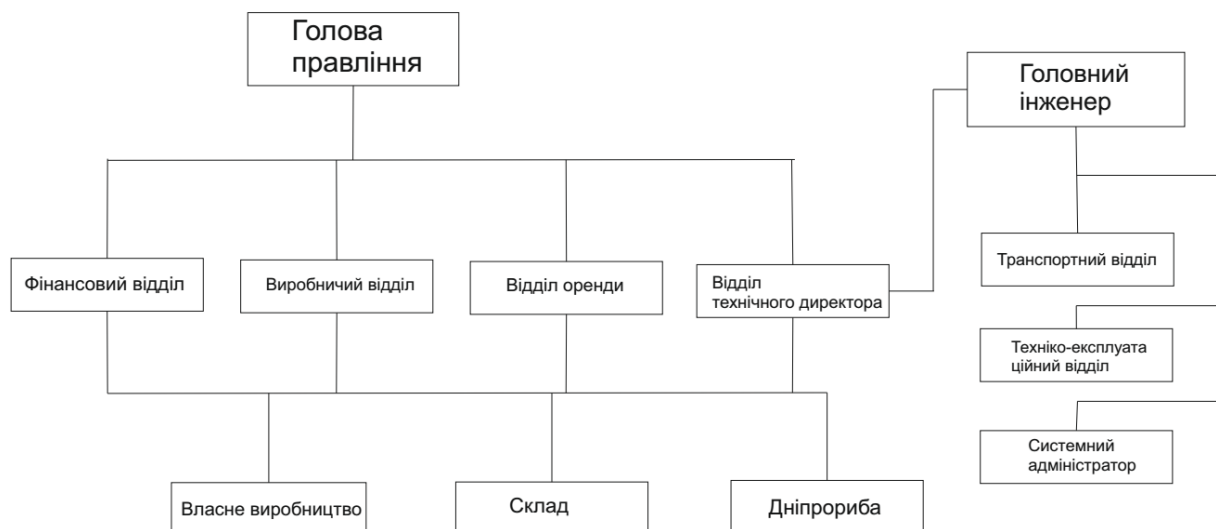 Голова
правління
Головний
інженер
Фінансовий відділ
Виробничий відділ
Відділ оренди
Відділ
технічного директора
Транспортний відділ
Техніко-експлуата
ційний відділ
Системний
адміністратор
Власне виробництво
Склад
Дніпрориба